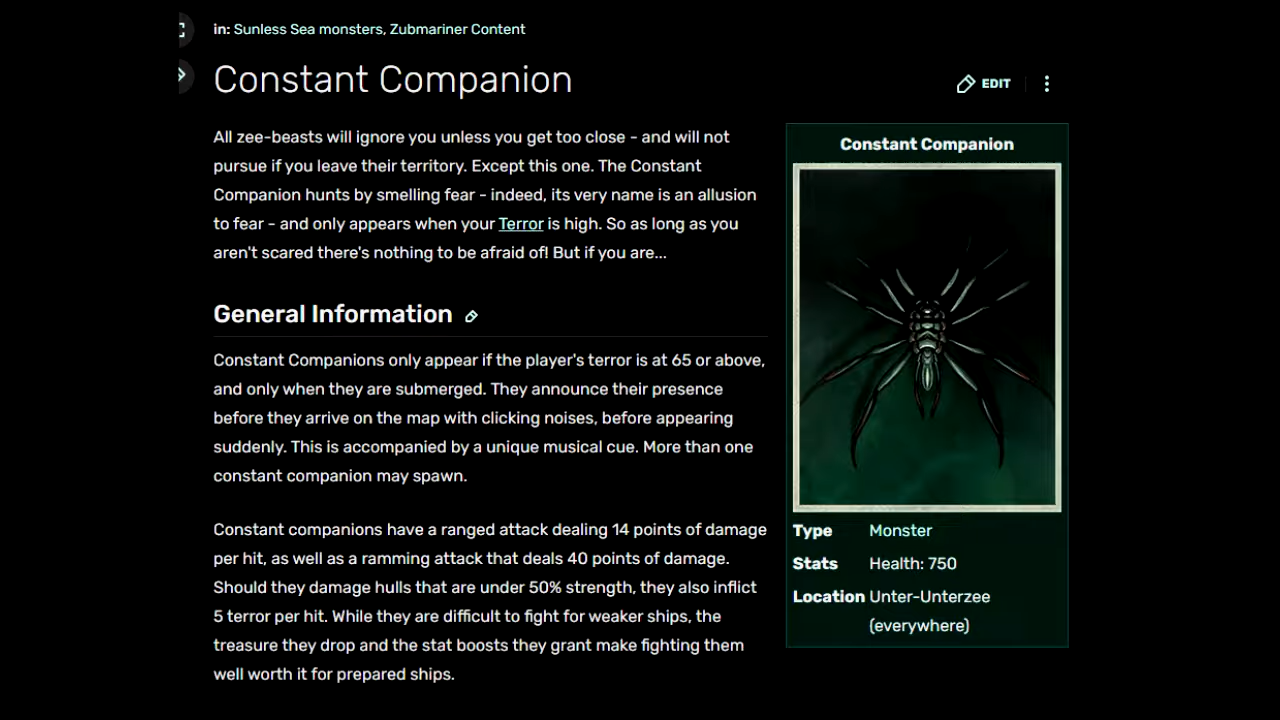 in: Sunless Sea monsters, Zubmariner Content
Constant Companion
EDIT
All zee-beasts will ignore you unless you get too close - and will not
pursue if you leave their territory. Except this one. The Constant
Companion hunts by smelling fear - indeed, its very name is an allusion
to fear - and only appears when your Terror is high. So as long as you
aren't scared there's nothing to be afraid of! But if you are...
General Information
Constant Companions only appear if the player's terror is at 65 or above,
and only when they are submerged. They announce their presence
before they arrive on the map with clicking noises, before appearing
suddenly. This is accompanied by a unique musical cue. More than one
constant companion may spawn.
Constant companions have a ranged attack dealing 14 points of damage
per hit, as well as a ramming attack that deals 40 points of damage.
Should they damage hulls that are under 50% strength, they also inflict
5 terror per hit. While they are difficult to fight for weaker ships, the
treasure they drop and the stat boosts they grant make fighting them
well worth it for prepared ships.
Constant Companion
Type Monster
Stats Health: 750
Location Unter-Unterzee
(everywhere)